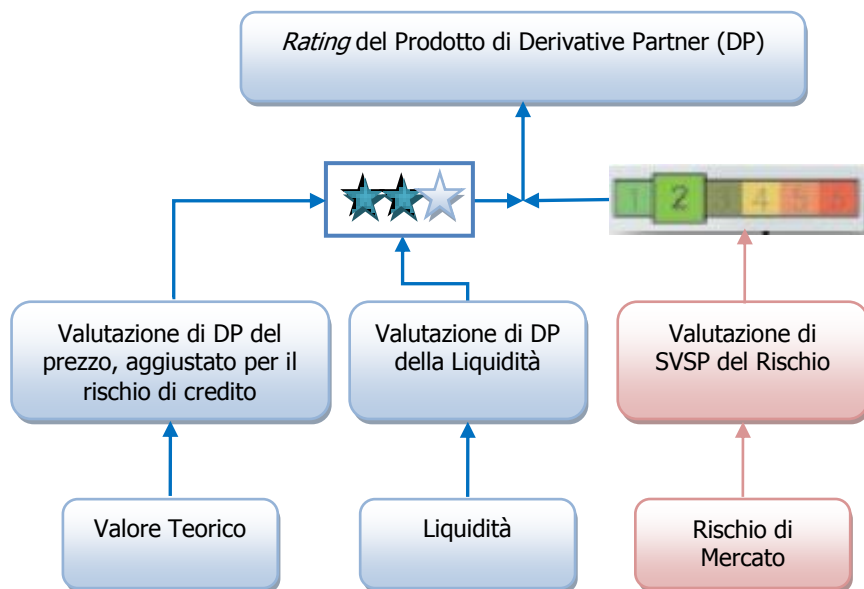 Rating del Prodotto di Derivative Partner (DP)
1 2 3 4 5 6
Valutazione di DP del
prezzo, aggiustato per il
rischio di credito
Valutazione di DP
della Liquidità
Valutazione di
SVSP del Rischio
Valore Teorico
Liquidità
Rischio di
Mercato